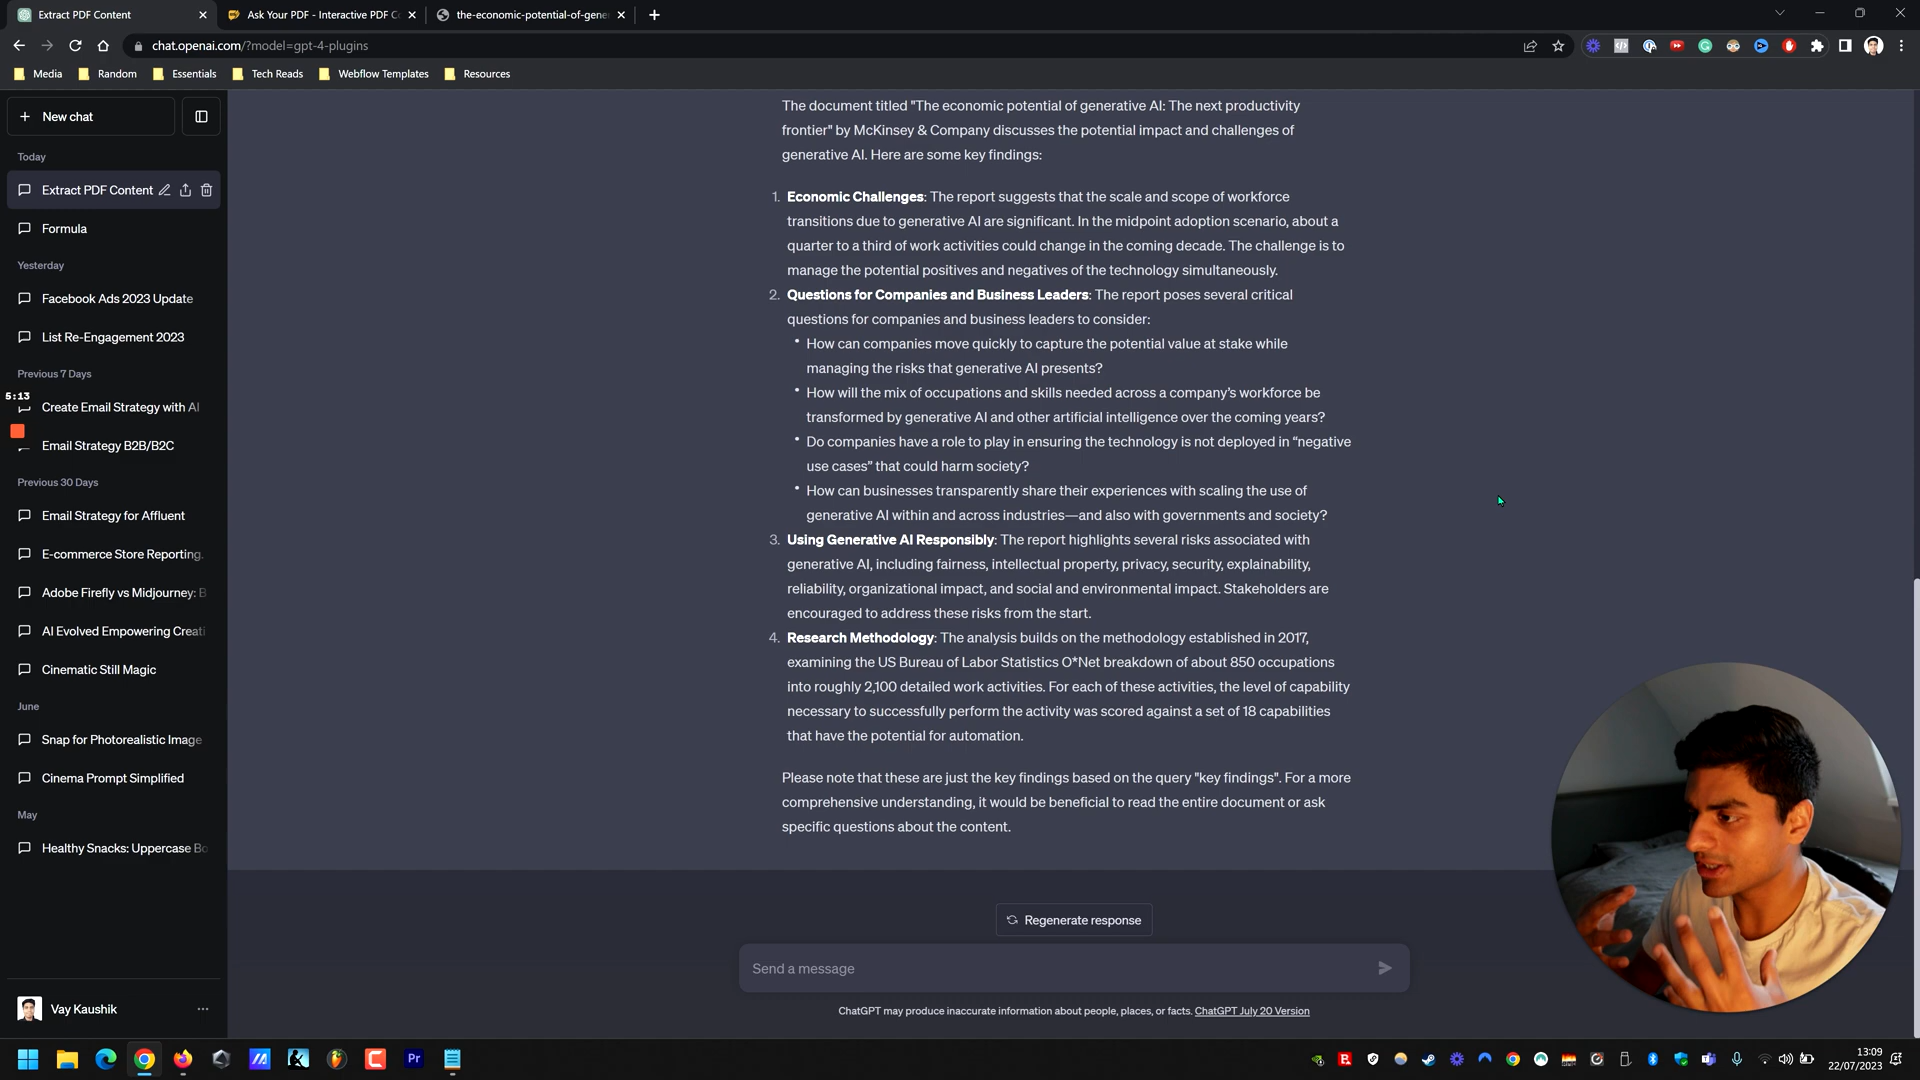 Extract PDF Content
Ask Your PDF - Interactive PDF C
the-economic-potential-of-gene
chat.openai.com/?model=gpt-4-plugins
Media
Random
Essentials
Tech Reads
Webflow Templates
Resources
New chat
Today
Extract PDF Content
Formula
Yesterday
Facebook Ads 2023 Update
List Re-Engagement 2023
Previous 7 Days
5:13
Create Email Strategy with AI
Email Strategy B2B/B2C
Previous 30 Days
Email Strategy for Affluent
E-commerce Store Reporting.
Adobe Firefly vs Midjourney: B
AI Evolved Empowering Creati
Cinematic Still Magic
June
Snap for Photorealistic Image
Cinema Prompt Simplified
May
Healthy Snacks: Uppercase Bo
Vay Kaushik
The document titled "The economic potential of generative AI: The next productivity
frontier" by McKinsey & Company discusses the potential impact and challenges of
generative AI. Here are some key findings:
1. Economic Challenges: The report suggests that the scale and scope of workforce
transitions due to generative AI are significant. In the midpoint adoption scenario, about a
quarter to a third of work activities could change in the coming decade. The challenge is to
manage the potential positives and negatives of the technology simultaneously.
2. Questions for Companies and Business Leaders: The report poses several critical
questions for companies and business leaders to consider:
• How can companies move quickly to capture the potential value at stake while
managing the risks that generative AI presents?
• How will the mix of occupations and skills needed across a company’s workforce be
transformed by generative AI and other artificial intelligence over the coming years?
• Do companies have a role to play in ensuring the technology is not deployed in “negative
use cases” that could harm society?
• How can businesses transparently share their experiences with scaling the use of
generative AI within and across industries—and also with governments and society?
3. Using Generative AI Responsibly: The report highlights several risks associated with
generative AI, including fairness, intellectual property, privacy, security, explainability,
reliability, organizational impact, and social and environmental impact. Stakeholders are
encouraged to address these risks from the start.
4. Research Methodology: The analysis builds on the methodology established in 2017,
examining the US Bureau of Labor Statistics O*Net breakdown of about 850 occupations
into roughly 2,100 detailed work activities. For each of these activities, the level of capability
necessary to successfully perform the activity was scored against a set of 18 capabilities
that have the potential for automation.
Please note that these are just the key findings based on the query "key findings". For a more
comprehensive understanding, it would be beneficial to read the entire document or ask
specific questions about the content.
Regenerate response
Send a message
ChatGPT may produce inaccurate information about people, places, or facts. ChatGPT July 20 Version
Pr
13:09
22/07/2023